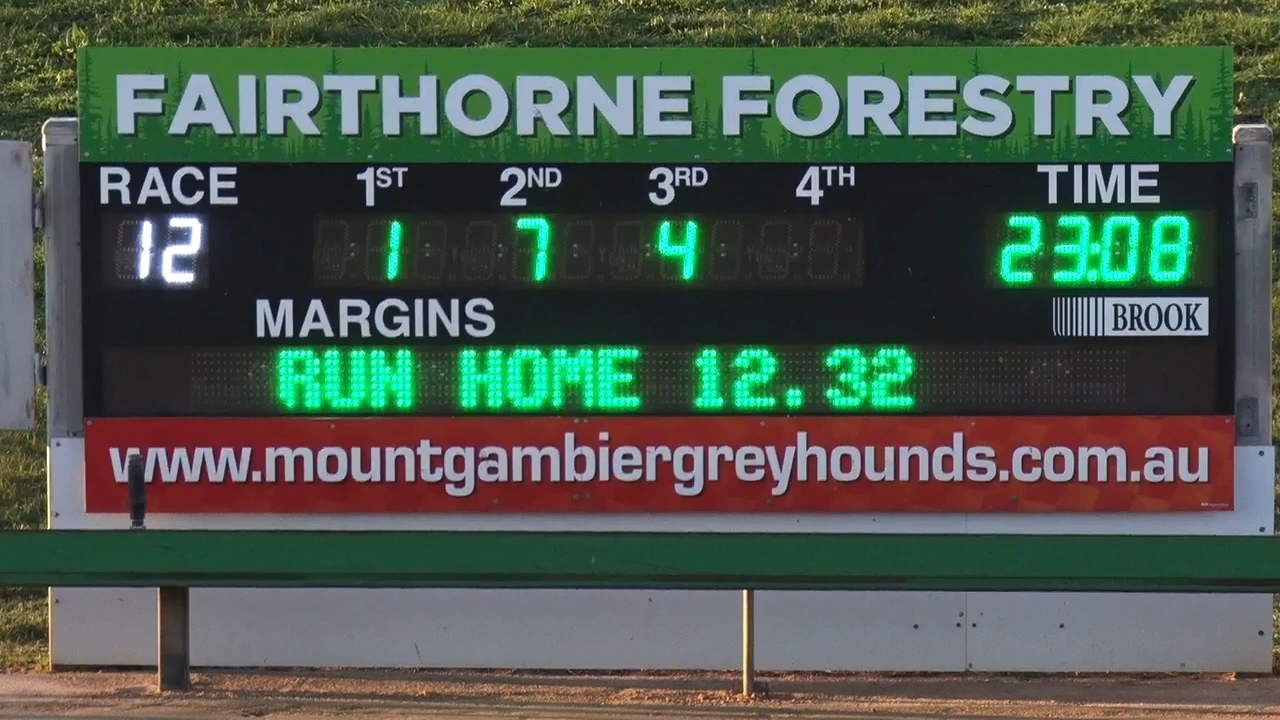 FAIRTHORNE FORESTRY
RACE 1ST 2ND 3RD 4TH TIME
12 1 7 4 23:08
MARGINS BROOK
RUN HOME 12.32
www.mountgambiergreyhounds.com.au